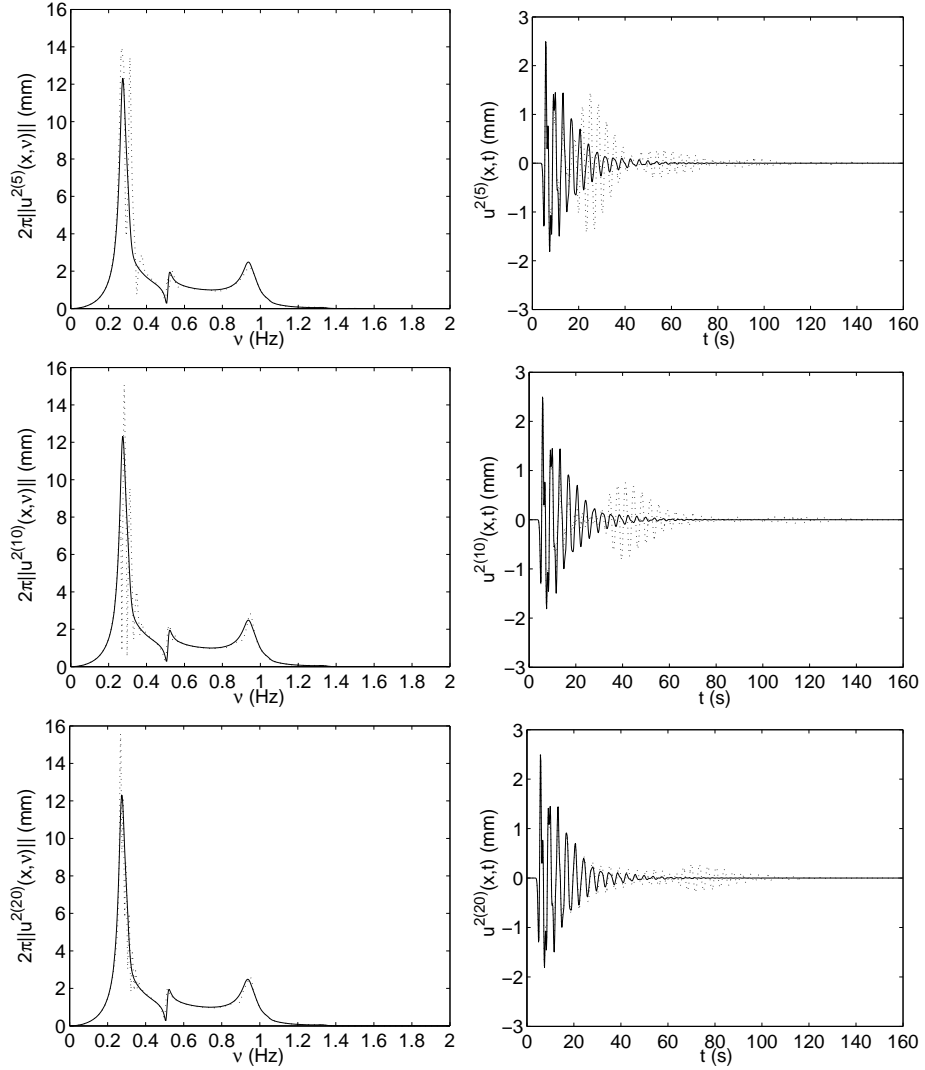 16
14
12
10
8
6
4
2
0
2π||u^2(5)(x,ν)|| (mm)
0 0.2 0.4 0.6 0.8 1 1.2 1.4 1.6 1.8 2
ν (Hz)
3
2
1
0
−1
−2
−3
u^2(5)(x,t) (mm)
0 20 40 60 80 100 120 140 160
t (s)
16
14
12
10
8
6
4
2
0
2π||u^2(10)(x,ν)|| (mm)
0 0.2 0.4 0.6 0.8 1 1.2 1.4 1.6 1.8 2
ν (Hz)
3
2
1
0
−1
−2
−3
u^2(10)(x,t) (mm)
0 20 40 60 80 100 120 140 160
t (s)
16
14
12
10
8
6
4
2
0
2π||u^2(20)(x,ν)|| (mm)
0 0.2 0.4 0.6 0.8 1 1.2 1.4 1.6 1.8 2
ν (Hz)
3
2
1
0
−1
−2
−3
u^2(20)(x,t) (mm)
0 20 40 60 80 100 120 140 160
t (s)